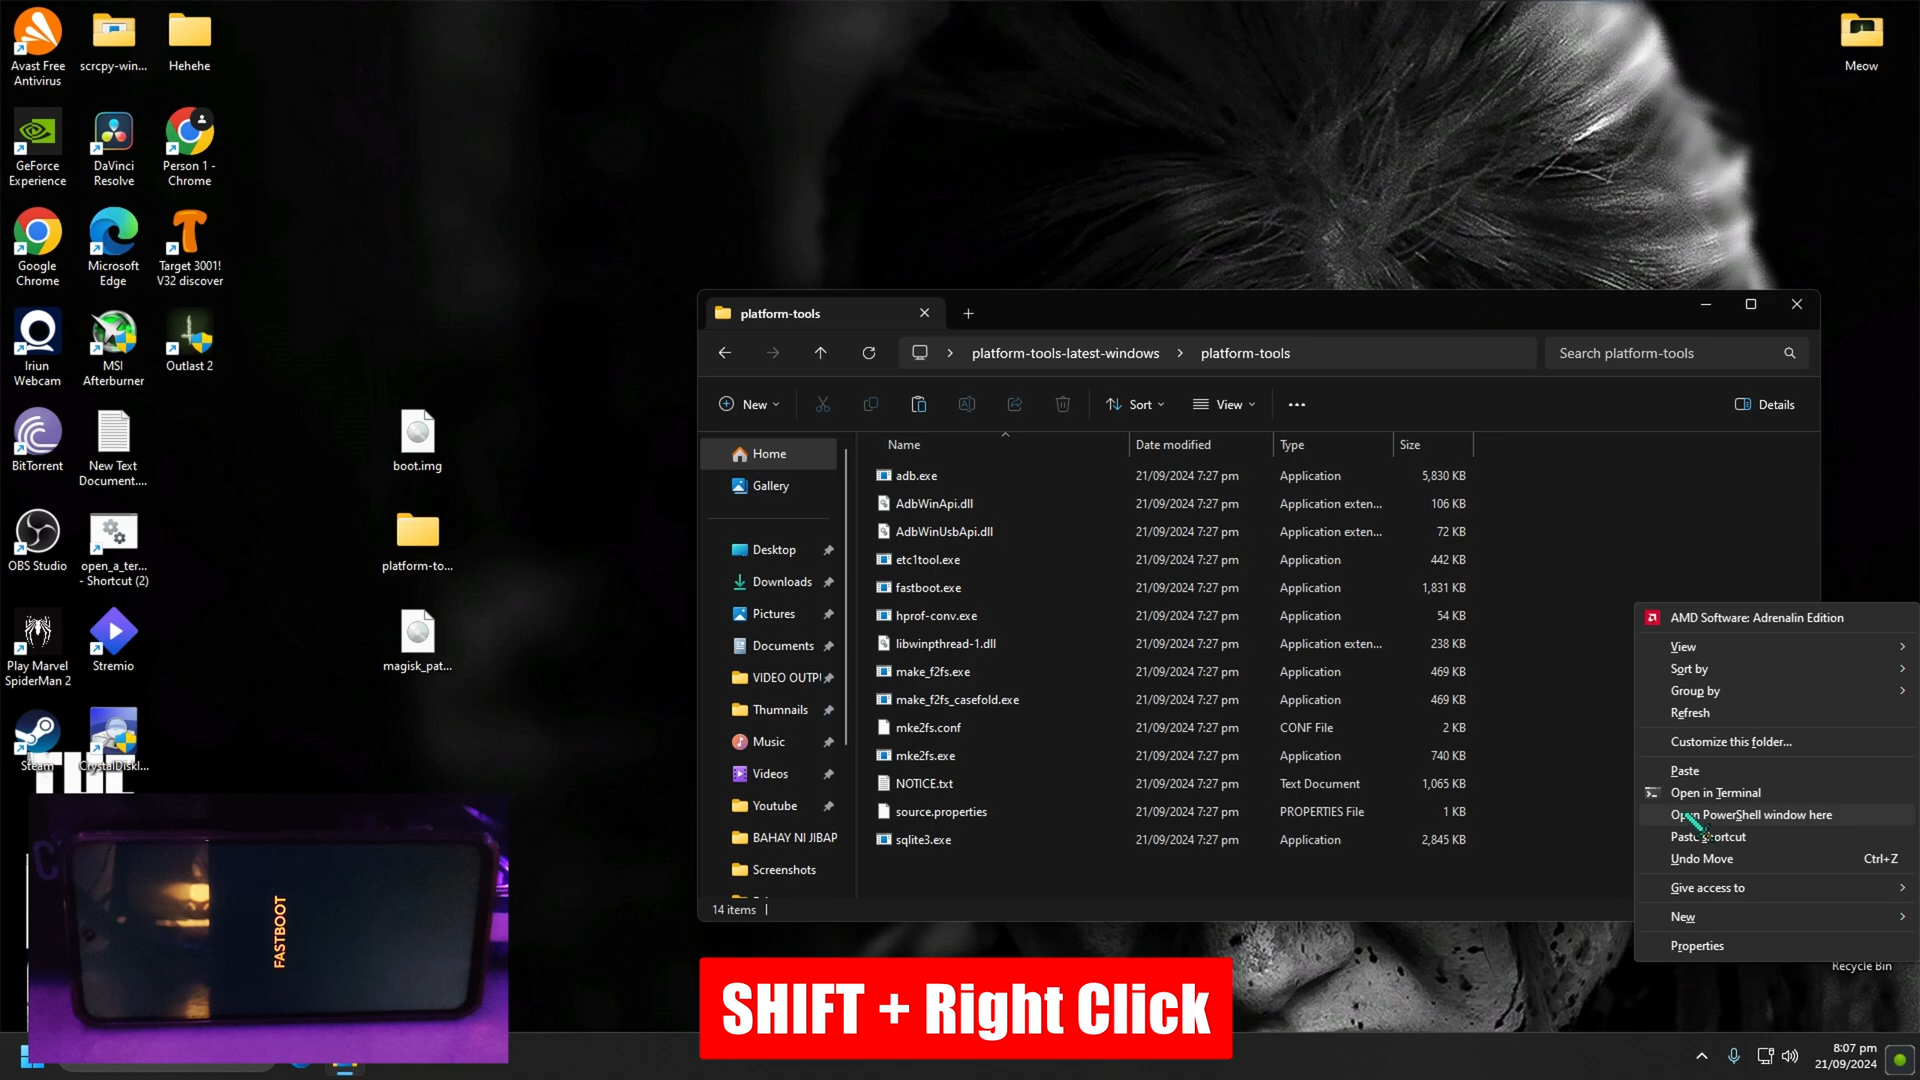 Avast Free
Antivirus
scrcpy-win...
Hehehe
Meow
GeForce
Experience
DaVinci
Resolve
Person 1 -
Chrome
Google
Chrome
Microsoft
Edge
Target 3001!
V32 discover
Iriun
Webcam
MSI
Afterburner
Outlast 2
BitTorrent
New Text
Document....
boot.img
OBS Studio
open_a_ter...
- Shortcut (2)
platform-to...
Play Marvel
SpiderMan 2
Stremio
magisk_pat...
Steam
CrystalDiskI...
FASTBOOT
platform-tools
platform-tools-latest-windows > platform-tools
Search platform-tools
New
Sort
View
Details
Home
Gallery
Desktop
Downloads
Pictures
Documents
VIDEO OUTPU
Thumnails
Music
Videos
Youtube
BAHAY NI JIBAP
Screenshots
Name Date modified Type Size
adb.exe 21/09/2024 7:27 pm Application 5,830 KB
AdbWinApi.dll 21/09/2024 7:27 pm Application exten... 106 KB
AdbWinUsbApi.dll 21/09/2024 7:27 pm Application exten... 72 KB
etc1tool.exe 21/09/2024 7:27 pm Application 442 KB
fastboot.exe 21/09/2024 7:27 pm Application 1,831 KB
hprof-conv.exe 21/09/2024 7:27 pm Application 54 KB
libwinpthread-1.dll 21/09/2024 7:27 pm Application exten... 238 KB
make_f2fs.exe 21/09/2024 7:27 pm Application 469 KB
make_f2fs_casefold.exe 21/09/2024 7:27 pm Application 469 KB
mke2fs.conf 21/09/2024 7:27 pm CONF File 2 KB
mke2fs.exe 21/09/2024 7:27 pm Application 740 KB
NOTICE.txt 21/09/2024 7:27 pm Text Document 1,065 KB
source.properties 21/09/2024 7:27 pm PROPERTIES File 1 KB
sqlite3.exe 21/09/2024 7:27 pm Application 2,845 KB
14 items
AMD Software: Adrenalin Edition
View
Sort by
Group by
Refresh
Customize this folder...
Paste
Open in Terminal
Open PowerShell window here
Paste shortcut
Undo Move Ctrl+Z
Give access to
New
Properties
Recycle Bin
SHIFT + Right Click
8:07 pm
21/09/2024